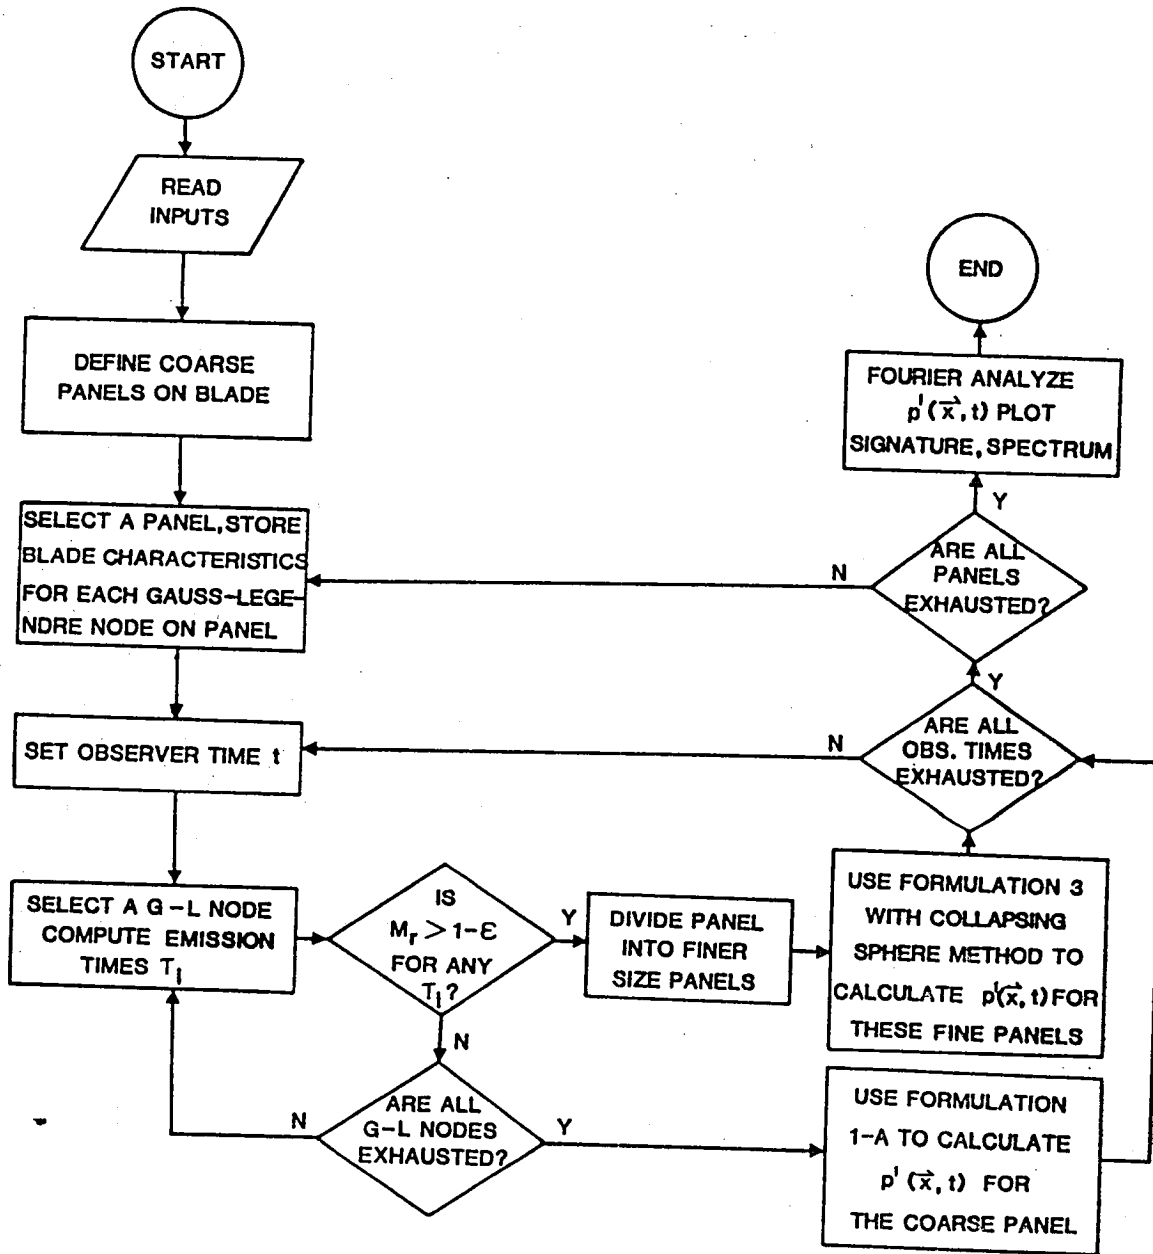 START
READ
INPUTS
DEFINE COARSE
PANELS ON BLADE
SELECT A PANEL, STORE
BLADE CHARACTERISTICS
FOR EACH GAUSS-LEGE-
NDRE NODE ON PANEL
SET OBSERVER TIME t
SELECT A G-L NODE
COMPUTE EMISSION
TIMES T_i
IS
M_r > 1-ε
FOR ANY
T_i?
Y
N
DIVIDE PANEL
INTO FINER
SIZE PANELS
USE FORMULATION 3
WITH COLLAPSING
SPHERE METHOD TO
CALCULATE p'(x⃗, t) FOR
THESE FINE PANELS
ARE ALL
G-L NODES
EXHAUSTED?
N
Y
USE FORMULATION
1-A TO CALCULATE
p'(x⃗, t) FOR
THE COARSE PANEL
ARE ALL
OBS. TIMES
EXHAUSTED?
N
Y
ARE ALL
PANELS
EXHAUSTED?
N
Y
FOURIER ANALYZE
p'(x⃗, t) PLOT
SIGNATURE, SPECTRUM
END